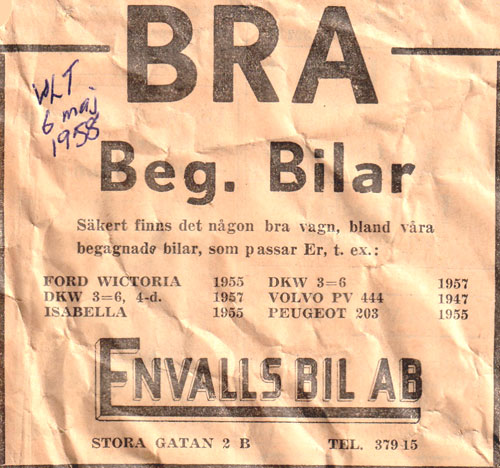 BRA
VLT
6 maj
1958
Beg. Bilar
Säkert finns det någon bra vagn, bland våra
begagnade bilar, som passar Er, t. ex.:
FORD WICTORIA 1955 DKW 3=6 1957
DKW 3=6, 4-d. 1957 VOLVO PV 444 1947
ISABELLA 1955 PEUGEOT 203 1955
ENVALLS BIL AB
STORA GATAN 2 B TEL. 379 15